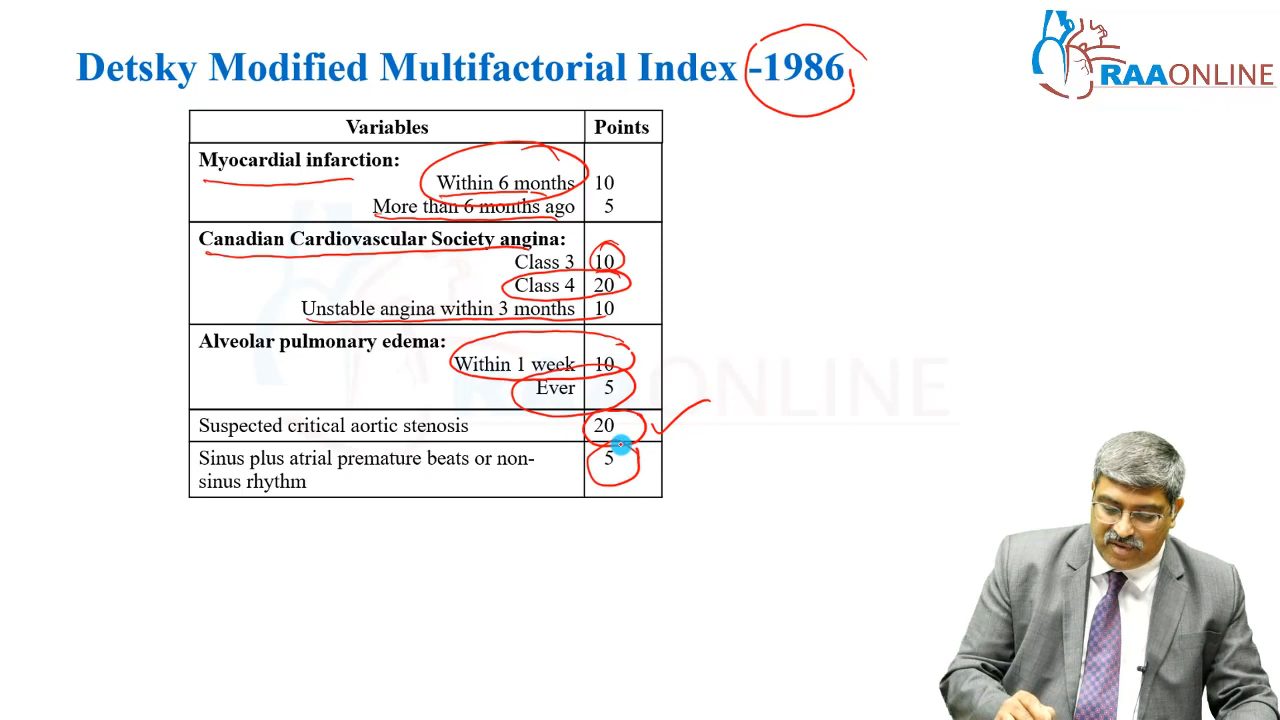 Detsky Modified Multifactorial Index -1986
RAAONLINE
Variables Points
Myocardial infarction:
Within 6 months 10
More than 6 months ago 5
Canadian Cardiovascular Society angina:
Class 3 10
Class 4 20
Unstable angina within 3 months 10
Alveolar pulmonary edema:
Within 1 week 10
Ever 5
Suspected critical aortic stenosis 20
Sinus plus atrial premature beats or non- 5
sinus rhythm
RAAONLINE